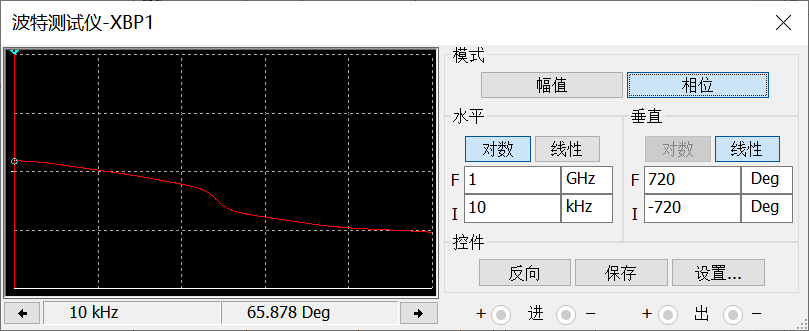 波特测试仪-XBP1
模式
幅值 相位
水平 垂直
对数 线性 对数 线性
F 1 GHz F 720 Deg
I 10 kHz I -720 Deg
控件
反向 保存 设置...
10 kHz 65.878 Deg
+ 进 − + 出 −